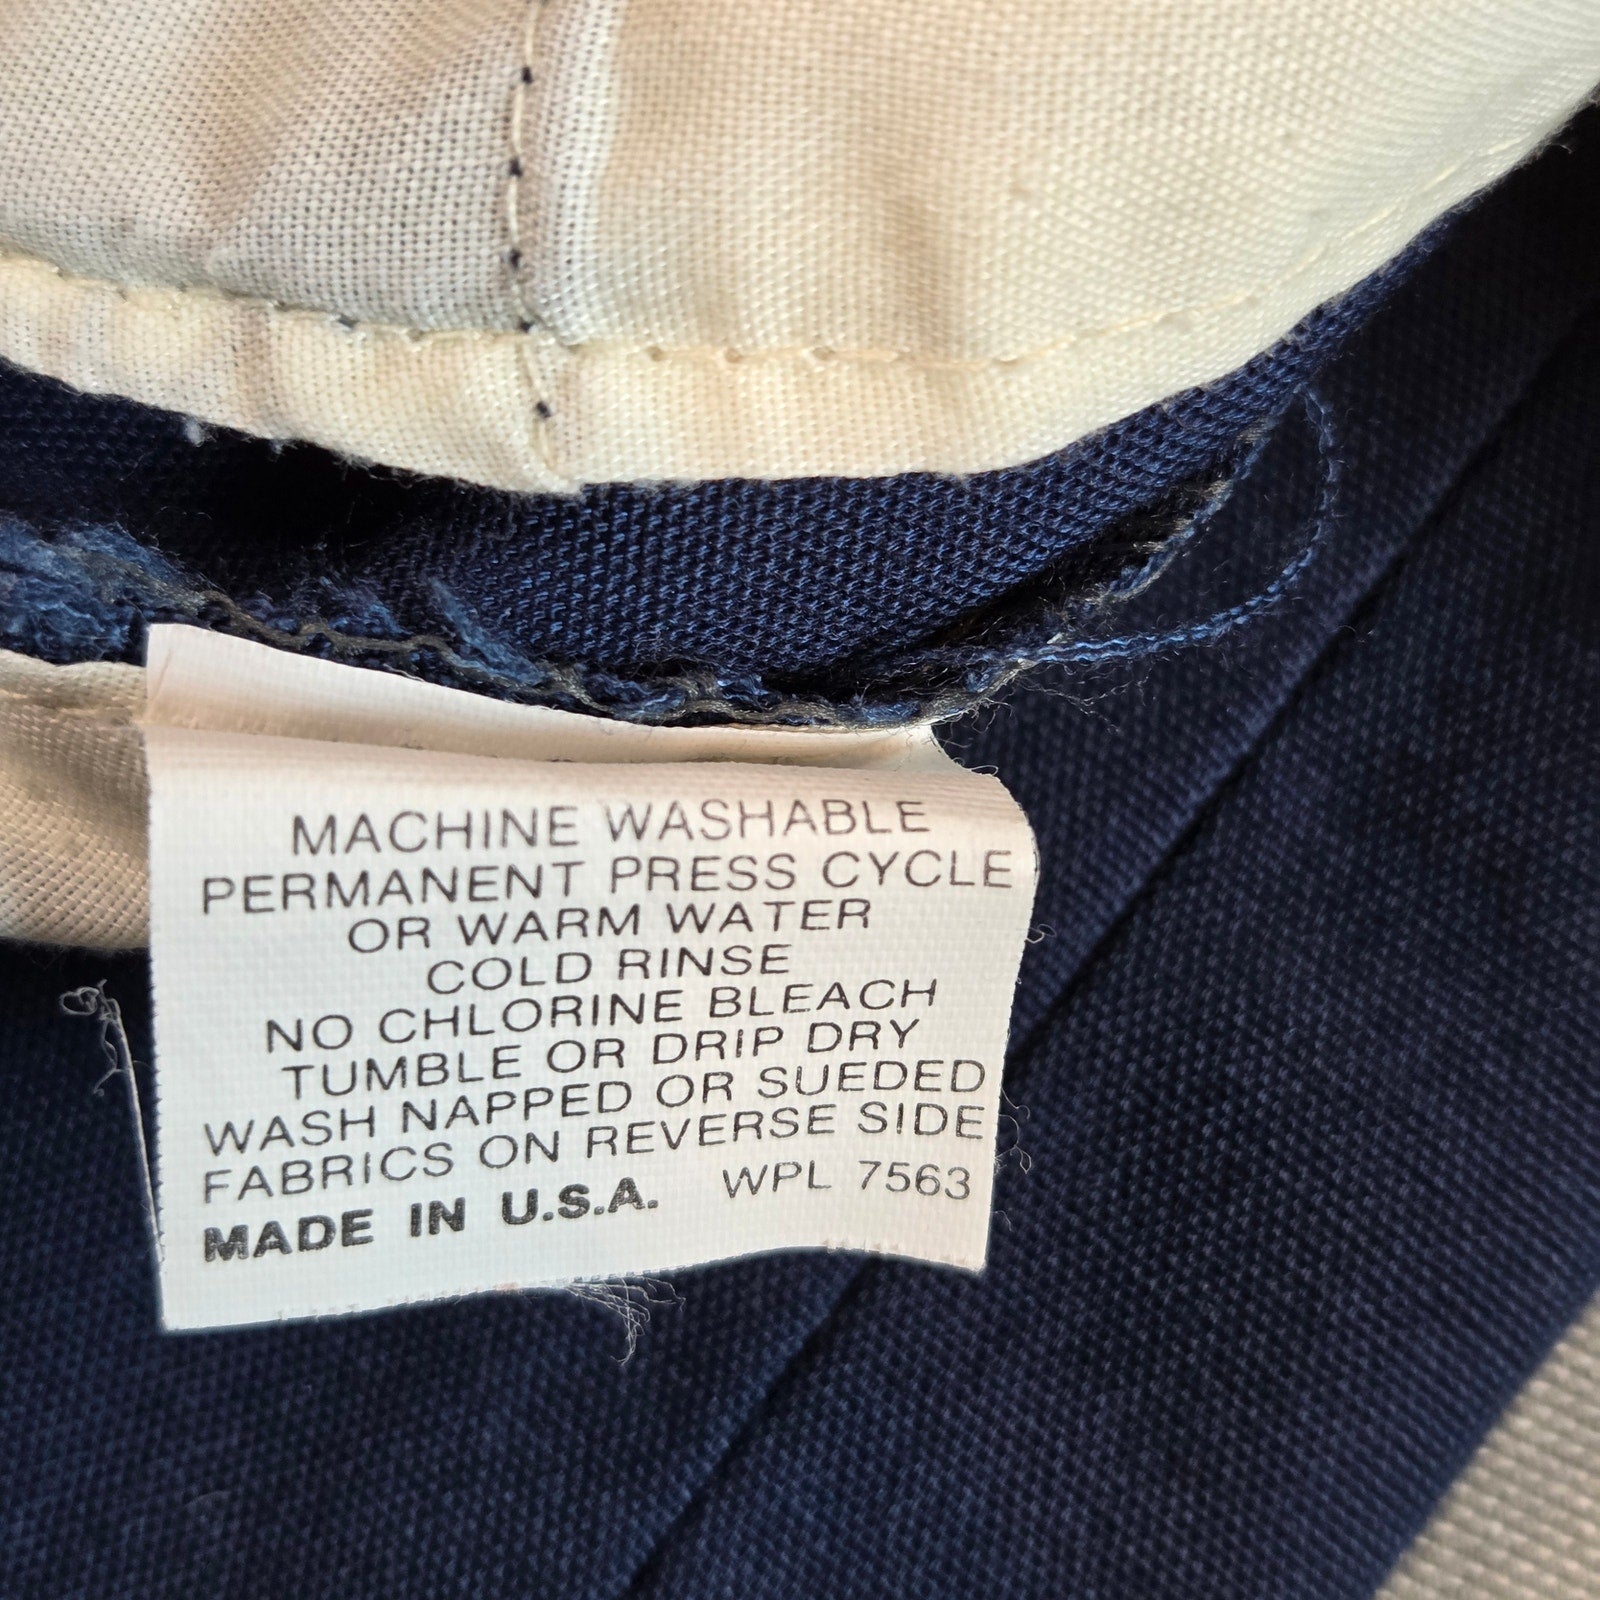 MACHINE WASHABLE
PERMANENT PRESS CYCLE
OR WARM WATER
COLD RINSE
NO CHLORINE BLEACH
TUMBLE OR DRIP DRY
WASH NAPPED OR SUEDED
FABRICS ON REVERSE SIDE
MADE IN U.S.A. WPL 7563